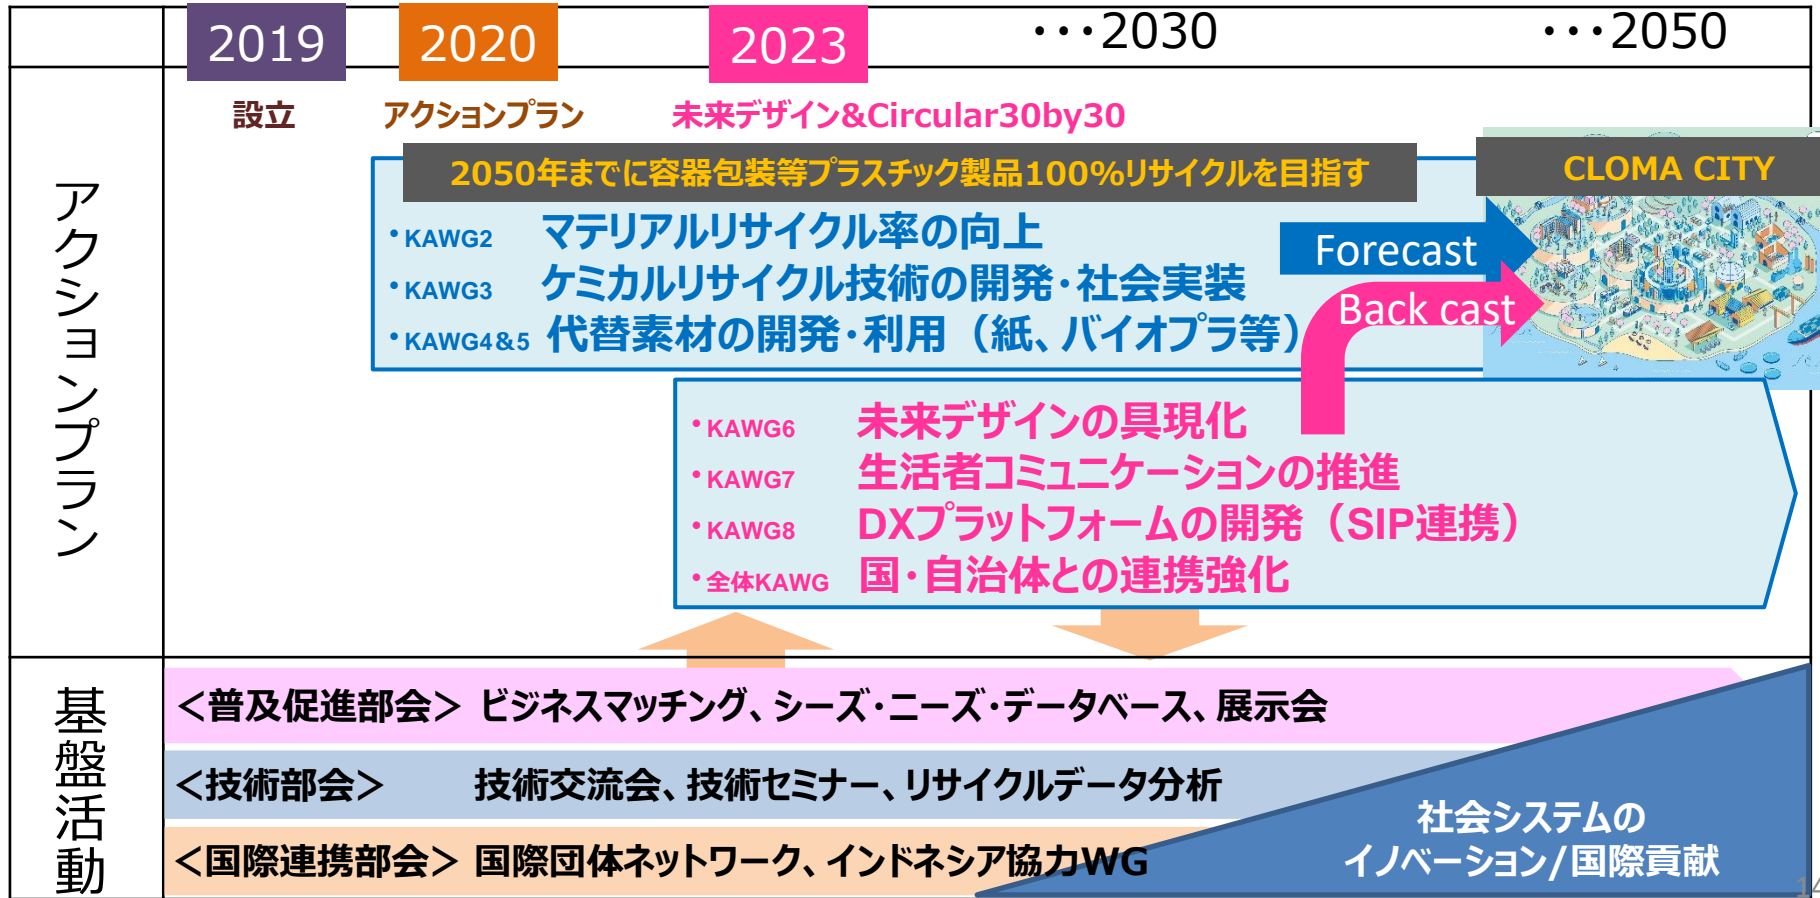 2019
2020
2023
・・・2030
・・・2050
設立
アクションプラン
未来デザイン&Circular30by30
アクションプラン
2050年までに容器包装等プラスチック製品100%リサイクルを目指す
CLOMA CITY
・KAWG2 マテリアルリサイクル率の向上
・KAWG3 ケミカルリサイクル技術の開発・社会実装
・KAWG4&5 代替素材の開発・利用（紙、バイオプラ等）
Forecast
Back cast
・KAWG6 未来デザインの具現化
・KAWG7 生活者コミュニケーションの推進
・KAWG8 DXプラットフォームの開発（SIP連携）
・全体KAWG 国・自治体との連携強化
基盤活動
＜普及促進部会＞ ビジネスマッチング、シーズ・ニーズ・データベース、展示会
＜技術部会＞ 技術交流会、技術セミナー、リサイクルデータ分析
＜国際連携部会＞ 国際団体ネットワーク、インドネシア協力WG
社会システムの
イノベーション/国際貢献
14